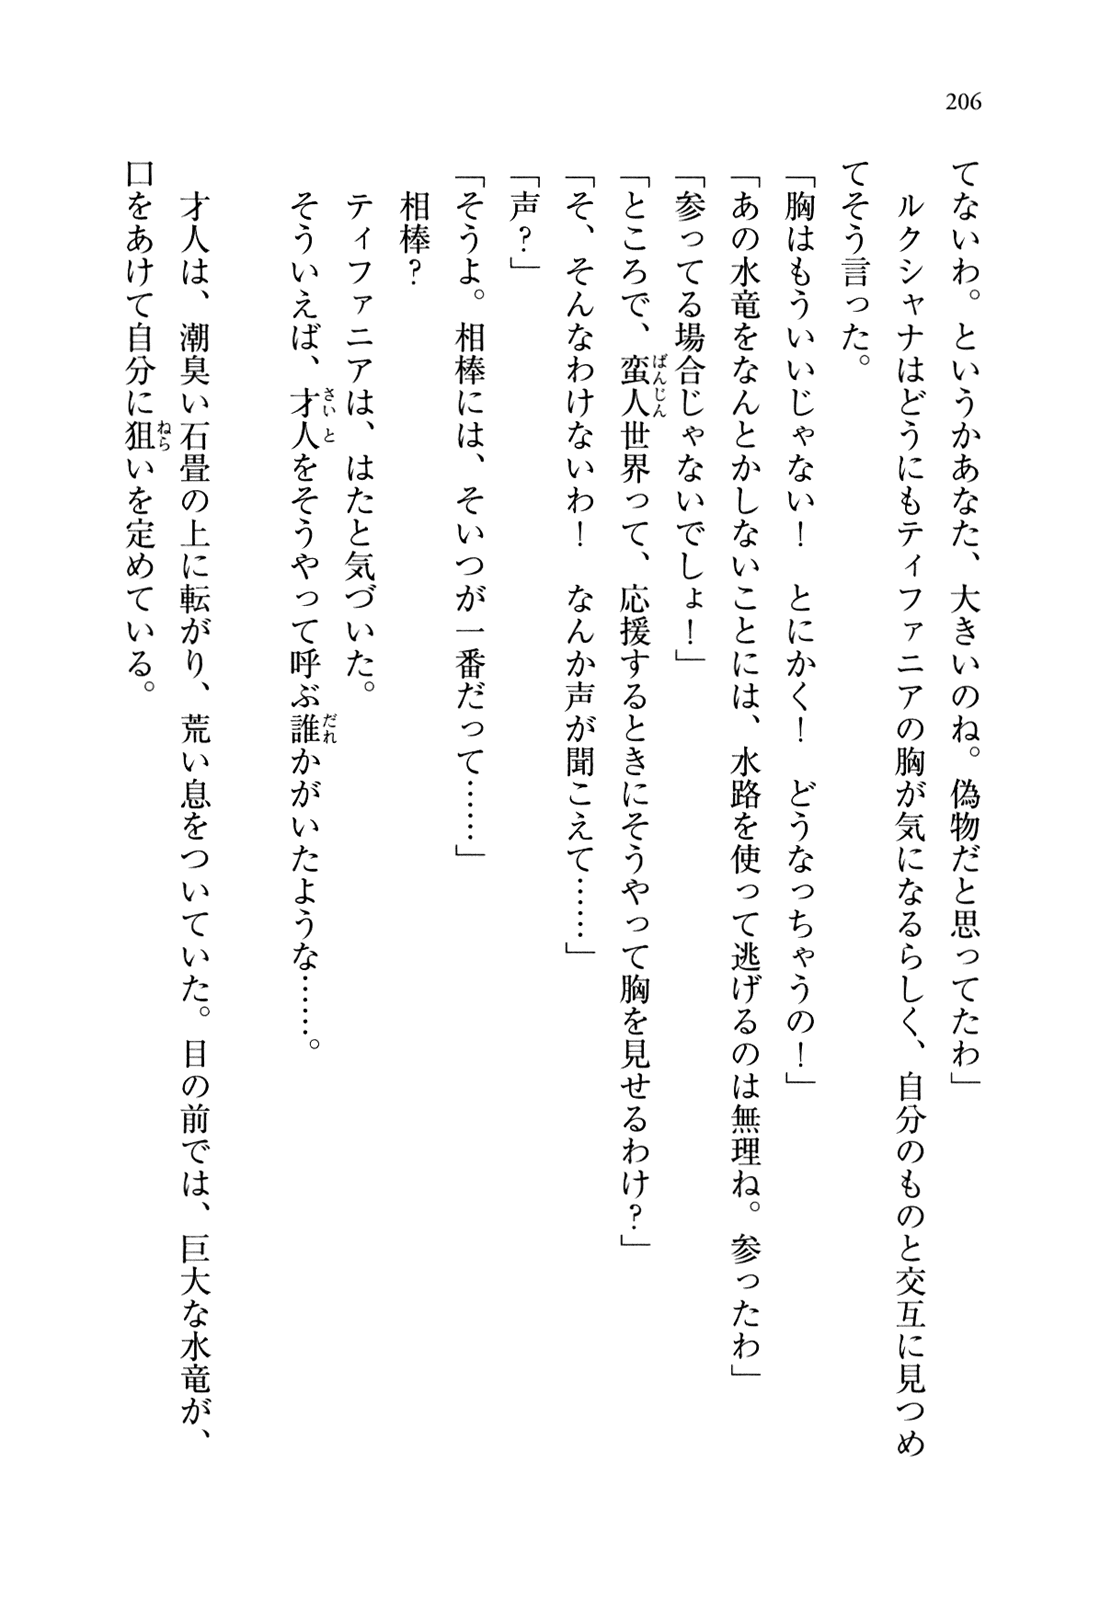 206
てないわ。というかあなた、大きいのね。偽物だと思ってたわ」
　ルクシャナはどうにもティファニアの胸が気になるらしく、自分のものと交互に見つめ
てそう言った。
「胸はもういいじゃない！　とにかく！　どうなっちゃうの！」
「あの水竜をなんとかしないことには、水路を使って逃げるのは無理ね。参ったわ」
「参ってる場合じゃないでしょ！」
「ところで、蛮人世界って、応援するときにそうやって胸を見せるわけ？」
「そ、そんなわけないわ！　なんか声が聞こえて……」
「声？」
「そうよ。相棒には、そいつが一番だって……」
　相棒？
　ティファニアは、はたと気づいた。
　そういえば、才人をそうやって呼ぶ誰かがいたような……。
　才人は、潮臭い石畳の上に転がり、荒い息をついていた。目の前では、巨大な水竜が、
口をあけて自分に狙いを定めている。